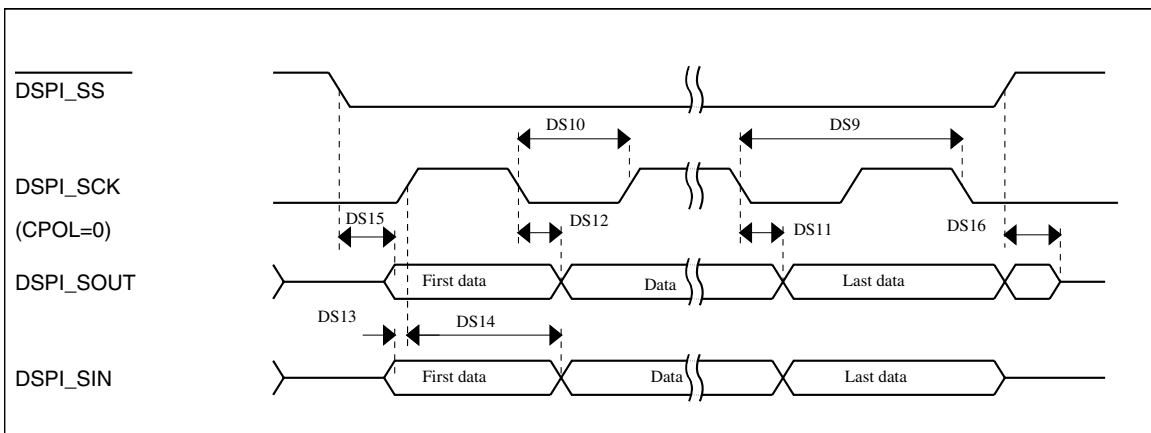 DSPI_SS
DS10
DS9
DSPI_SCK
(CPOL=0)
DS15
DS12
DS11
DS16
DSPI_SOUT
First data
Data
Last data
DS13
DS14
DSPI_SIN
First data
Data
Last data